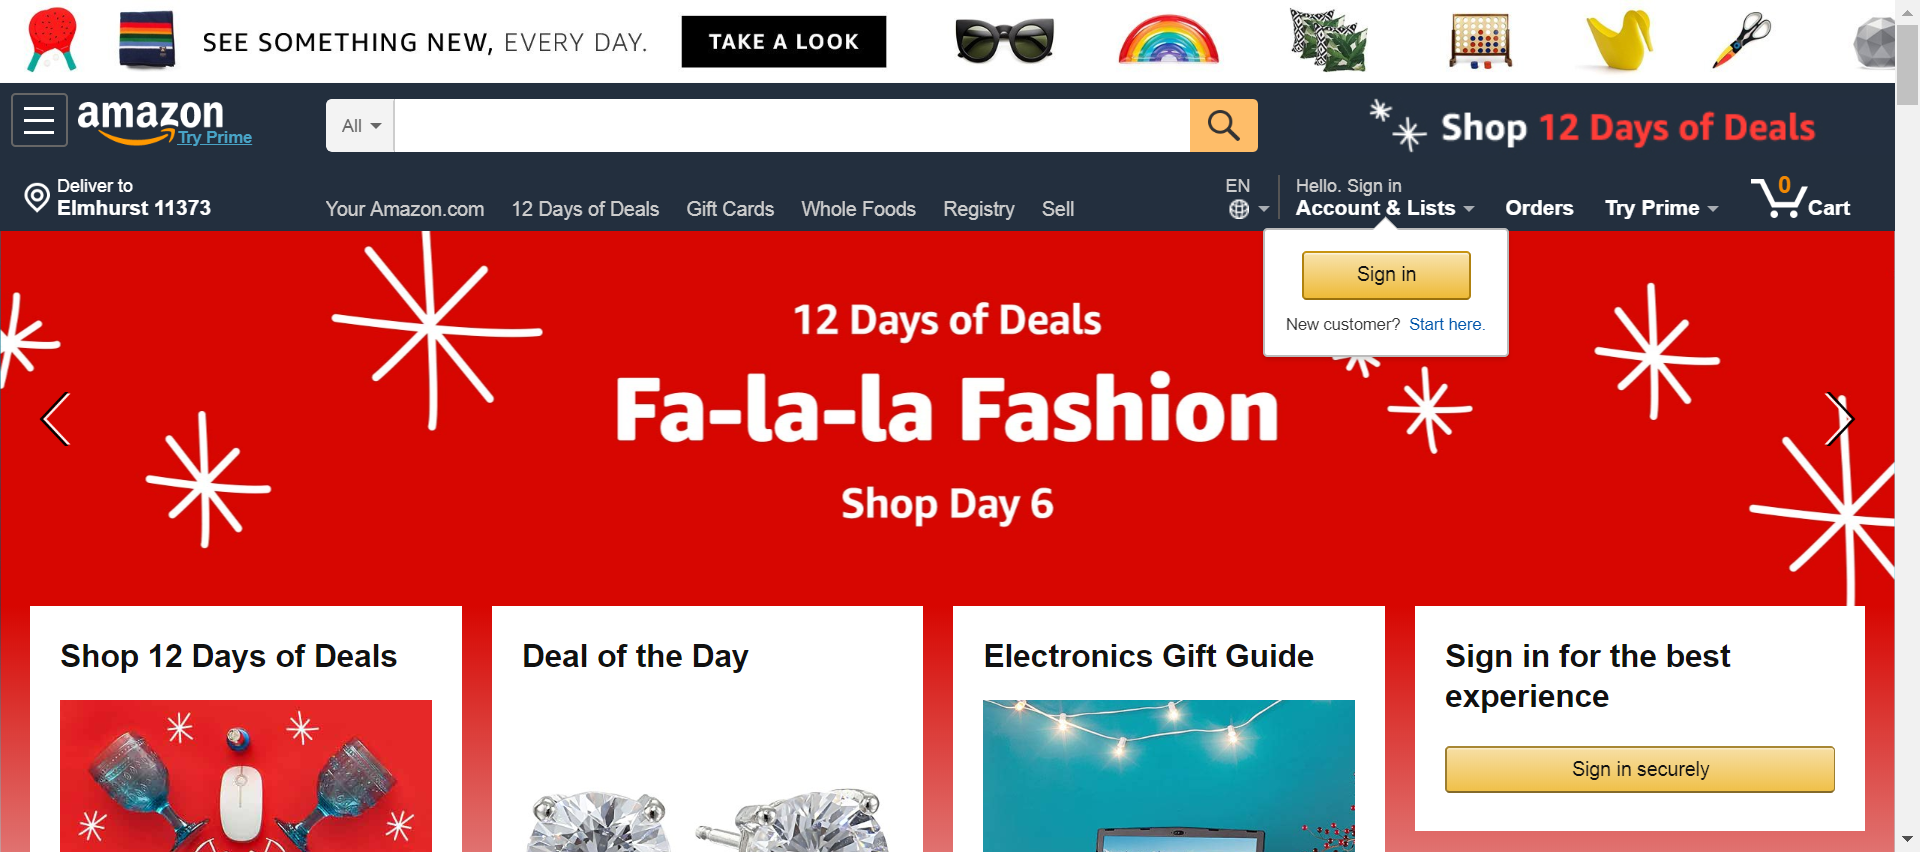 SEE SOMETHING NEW, EVERY DAY.
TAKE A LOOK
amazon
Try Prime
All
Shop 12 Days of Deals
Deliver to
Elmhurst 11373
Your Amazon.com
12 Days of Deals
Gift Cards
Whole Foods
Registry
Sell
EN
Hello. Sign in
Account & Lists
Orders
Try Prime
0
Cart
Sign in
New customer? Start here.
12 Days of Deals
Fa-la-la Fashion
Shop Day 6
Shop 12 Days of Deals
Deal of the Day
Electronics Gift Guide
Sign in for the best
experience
Sign in securely